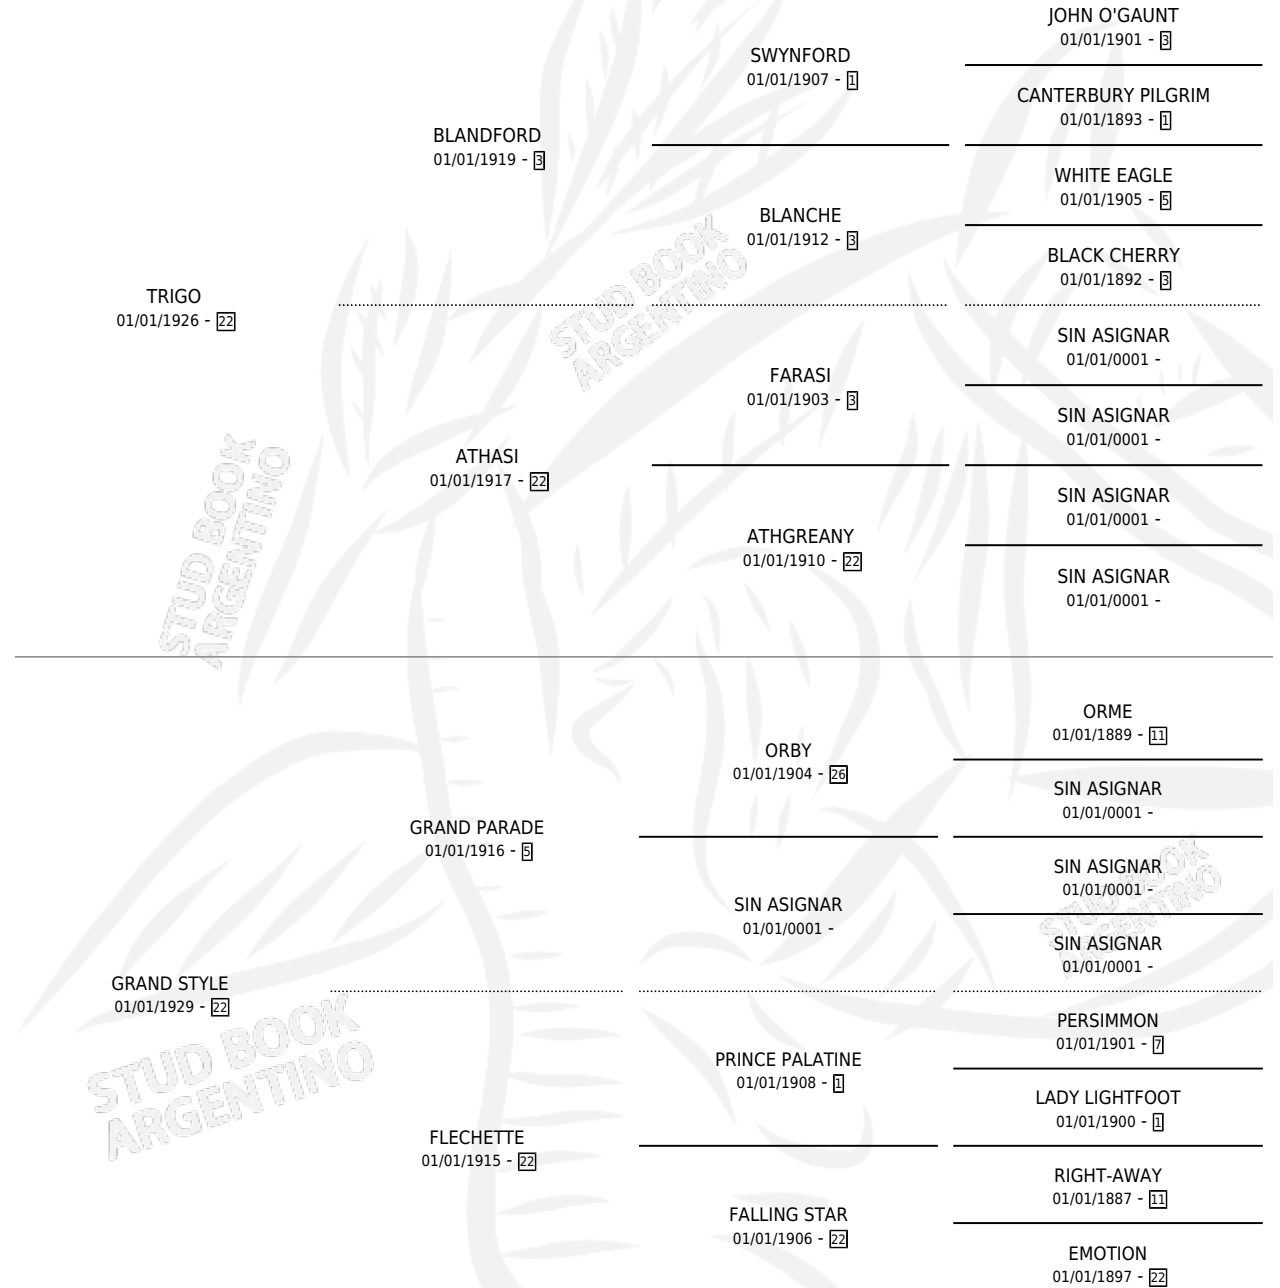 JOHN O'GAUNT
01/01/1901 - 3
SWYNFORD
01/01/1907 - 1
CANTERBURY PILGRIM
01/01/1893 - 1
BLANDFORD
01/01/1919 - 3
WHITE EAGLE
01/01/1905 - 5
BLANCHE
01/01/1912 - 3
BLACK CHERRY
01/01/1892 - 3
STUD BOOK
ARGENTINO
TRIGO
01/01/1926 - 22
SIN ASIGNAR
01/01/0001 -
FARASI
01/01/1903 - 3
SIN ASIGNAR
01/01/0001 -
ATHASI
01/01/1917 - 22
SIN ASIGNAR
01/01/0001 -
ATHGREANY
01/01/1910 - 22
SIN ASIGNAR
01/01/0001 -
STUD BOOK
ARGENTINO
ORME
01/01/1889 - 11
ORBY
01/01/1904 - 26
SIN ASIGNAR
01/01/0001 -
GRAND PARADE
01/01/1916 - 5
SIN ASIGNAR
01/01/0001 -
SIN ASIGNAR
01/01/0001 -
SIN ASIGNAR
01/01/0001 -
STUD BOOK
ARGENTINO
GRAND STYLE
01/01/1929 - 22
STUD BOOK
ARGENTINO
PERSIMMON
01/01/1901 - 7
PRINCE PALATINE
01/01/1908 - 1
LADY LIGHTFOOT
01/01/1900 - 1
FLECHETTE
01/01/1915 - 22
RIGHT-AWAY
01/01/1887 - 11
FALLING STAR
01/01/1906 - 22
EMOTION
01/01/1897 - 22